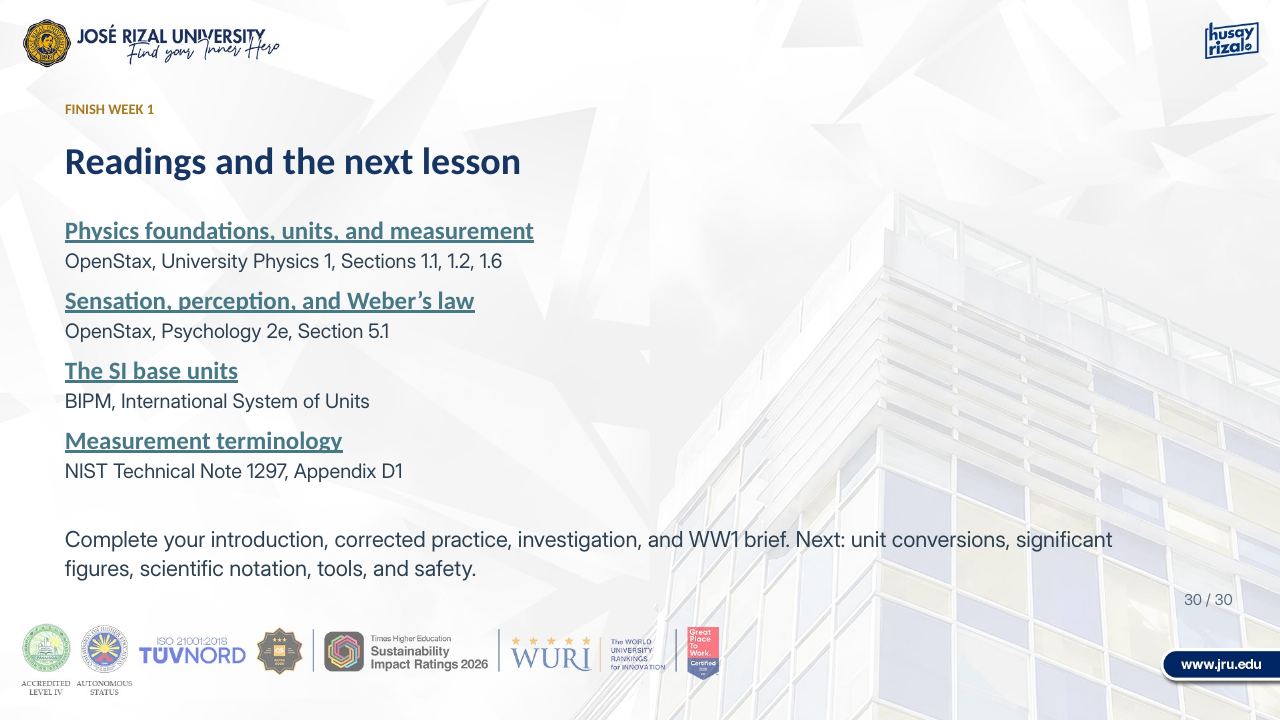 JOSÉ RIZAL UNIVERSITY
Find your Inner Hero
husay
rizal
FINISH WEEK 1
Readings and the next lesson
Physics foundations, units, and measurement
OpenStax, University Physics 1, Sections 1.1, 1.2, 1.6
Sensation, perception, and Weber’s law
OpenStax, Psychology 2e, Section 5.1
The SI base units
BIPM, International System of Units
Measurement terminology
NIST Technical Note 1297, Appendix D1
Complete your introduction, corrected practice, investigation, and WW1 brief. Next: unit conversions, significant
figures, scientific notation, tools, and safety.
30 / 30
ACCREDITED
LEVEL IV
AUTONOMOUS
STATUS
ISO 21001:2018
TÜVNORD
Times Higher Education
Sustainability
Impact Ratings 2026
WURI
The WORLD
UNIVERSITY
RANKINGS
for INNOVATION
Great
Place
To
Work.
Certified
www.jru.edu